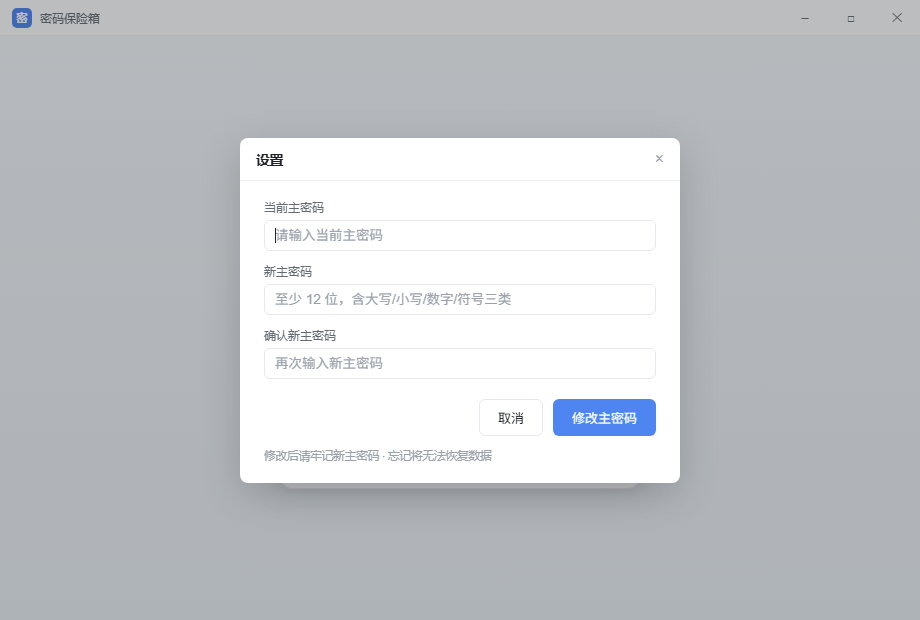 密 密码保险箱
设置
当前主密码
请输入当前主密码
新主密码
至少 12 位，含大写/小写/数字/符号三类
确认新主密码
再次输入新主密码
取消 修改主密码
修改后请牢记新主密码 · 忘记将无法恢复数据